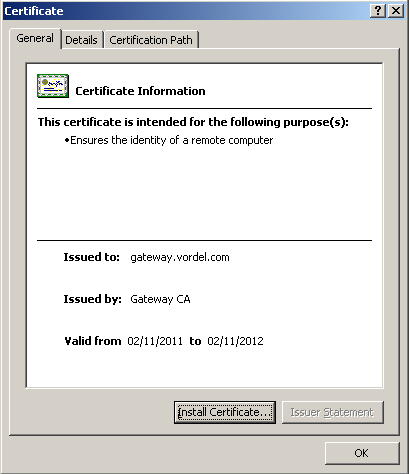 Certificate
General Details Certification Path
Certificate Information
This certificate is intended for the following purpose(s):
•Ensures the identity of a remote computer
Issued to: gateway.vordel.com
Issued by: Gateway CA
Valid from 02/11/2011 to 02/11/2012
Install Certificate... Issuer Statement
OK